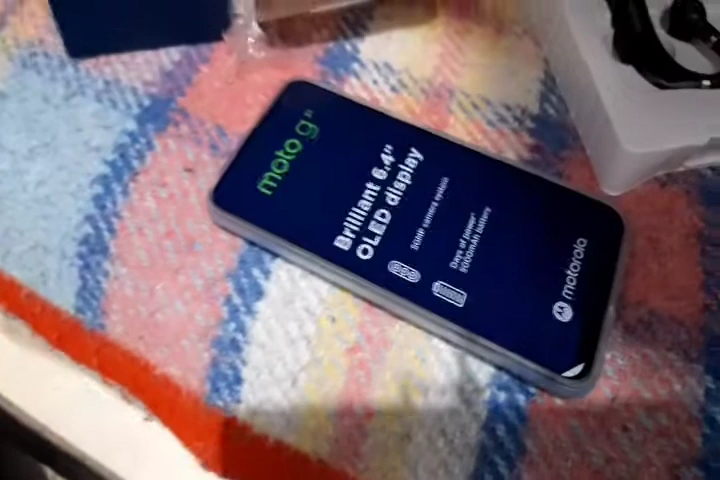 moto g
Brilliant 6.4"
OLED display
50MP camera system
Days of power*
5000mAh battery
motorola